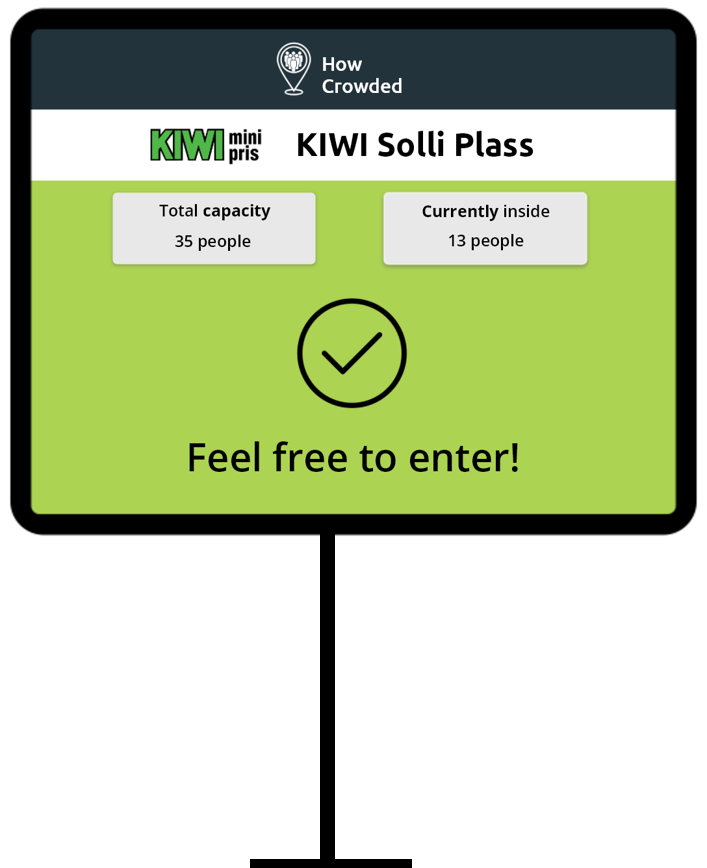 How
Crowded
KIWI mini pris
KIWI Solli Plass
Total capacity
35 people
Currently inside
13 people
Feel free to enter!